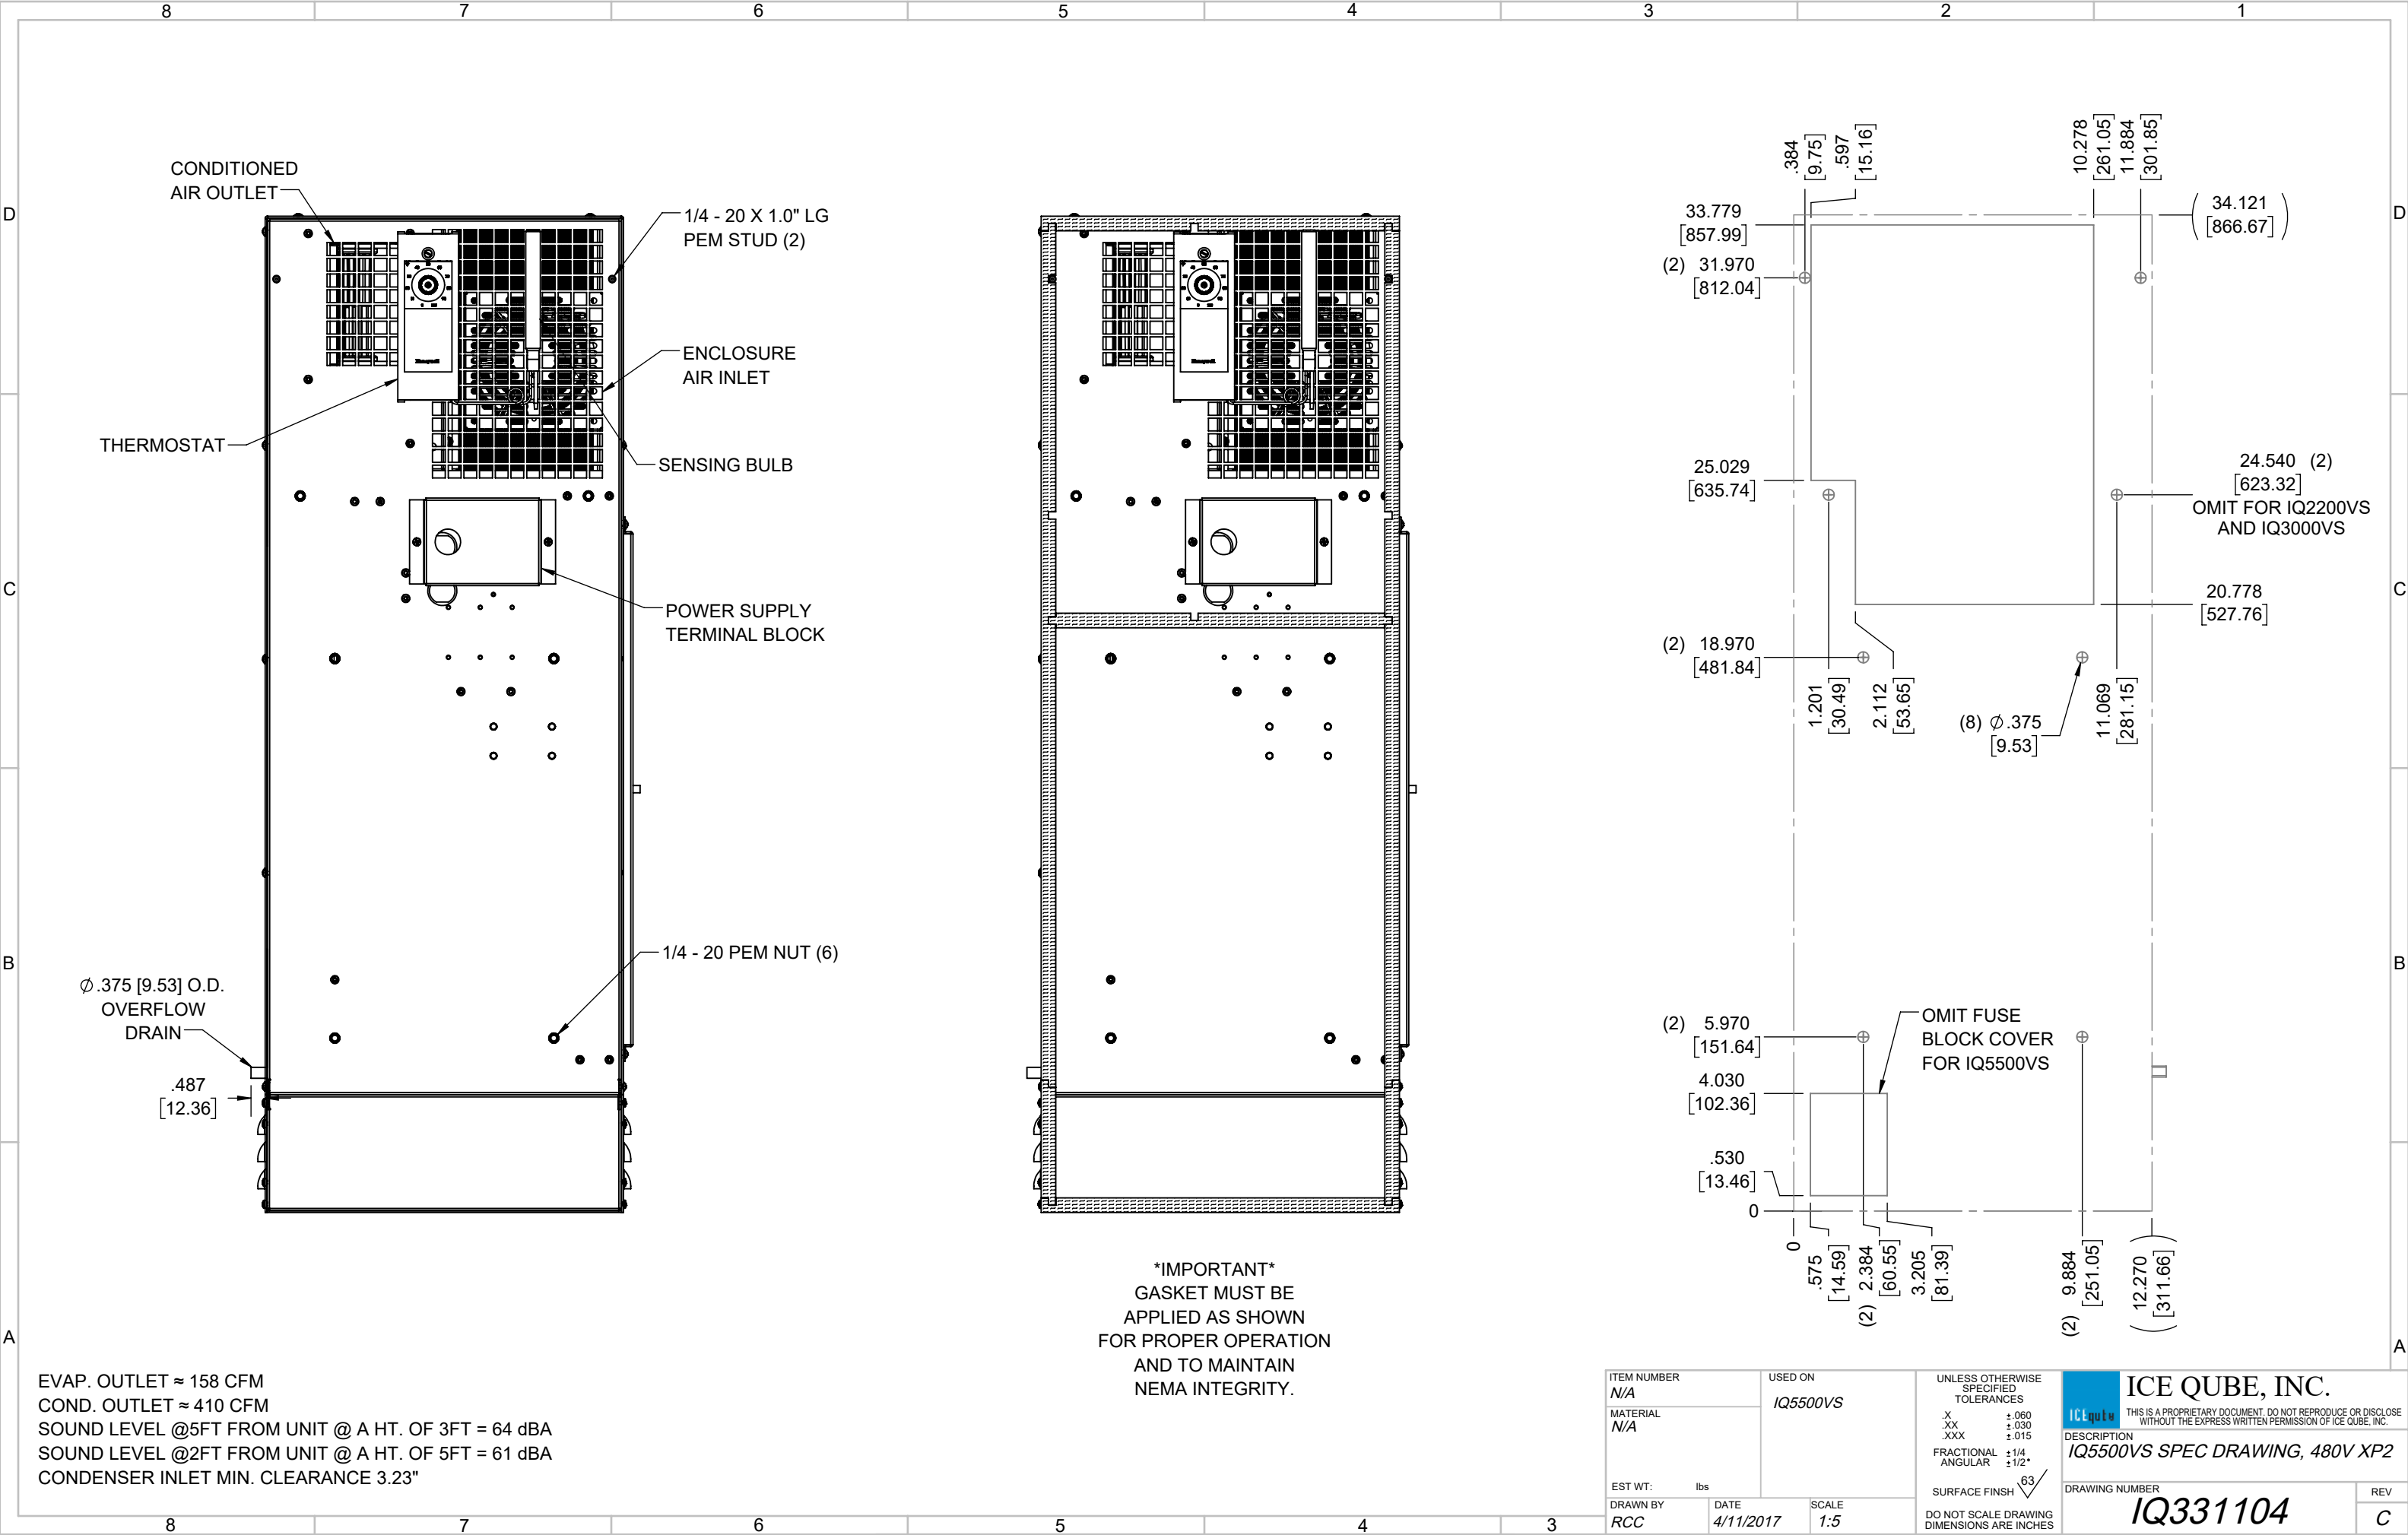 8 7 6 5 4 3 2 1
D
C
B
A
D
C
B
A
CONDITIONED
AIR OUTLET
1/4 - 20 X 1.0" LG
PEM STUD (2)
ENCLOSURE
AIR INLET
THERMOSTAT
SENSING BULB
POWER SUPPLY
TERMINAL BLOCK
1/4 - 20 PEM NUT (6)
∅.375 [9.53] O.D.
OVERFLOW
DRAIN
.487
[12.36]
*IMPORTANT*
GASKET MUST BE
APPLIED AS SHOWN
FOR PROPER OPERATION
AND TO MAINTAIN
NEMA INTEGRITY.
.384
[9.75]
.597
[15.16]
10.278
[261.05]
11.884
[301.85]
33.779
[857.99]
(34.121
[866.67])
(2) 31.970
[812.04]
25.029
[635.74]
24.540 (2)
[623.32]
OMIT FOR IQ2200VS
AND IQ3000VS
20.778
[527.76]
(2) 18.970
[481.84]
1.201
[30.49]
2.112
[53.65]
(8) ∅.375
[9.53]
11.069
[281.15]
(2) 5.970
[151.64]
OMIT FUSE
BLOCK COVER
FOR IQ5500VS
4.030
[102.36]
.530
[13.46]
0
0
.575
[14.59]
(2) 2.384
[60.55]
3.205
[81.39]
(2) 9.884
[251.05]
(12.270
[311.66])
EVAP. OUTLET ≈ 158 CFM
COND. OUTLET ≈ 410 CFM
SOUND LEVEL @5FT FROM UNIT @ A HT. OF 3FT = 64 dBA
SOUND LEVEL @2FT FROM UNIT @ A HT. OF 5FT = 61 dBA
CONDENSER INLET MIN. CLEARANCE 3.23"
ITEM NUMBER
N/A
MATERIAL
N/A
EST WT: lbs
USED ON
IQ5500VS
DRAWN BY
RCC
DATE
4/11/2017
SCALE
1:5
UNLESS OTHERWISE
SPECIFIED
TOLERANCES
.X ±.060
.XX ±.030
.XXX ±.015
FRACTIONAL ±1/4
ANGULAR ±1/2°
63
SURFACE FINSH
DO NOT SCALE DRAWING
DIMENSIONS ARE INCHES
ICEqube
ICE QUBE, INC.
THIS IS A PROPRIETARY DOCUMENT. DO NOT REPRODUCE OR DISCLOSE
WITHOUT THE EXPRESS WRITTEN PERMISSION OF ICE QUBE, INC.
DESCRIPTION
IQ5500VS SPEC DRAWING, 480V XP2
DRAWING NUMBER
IQ331104
REV
C
8 7 6 5 4 3